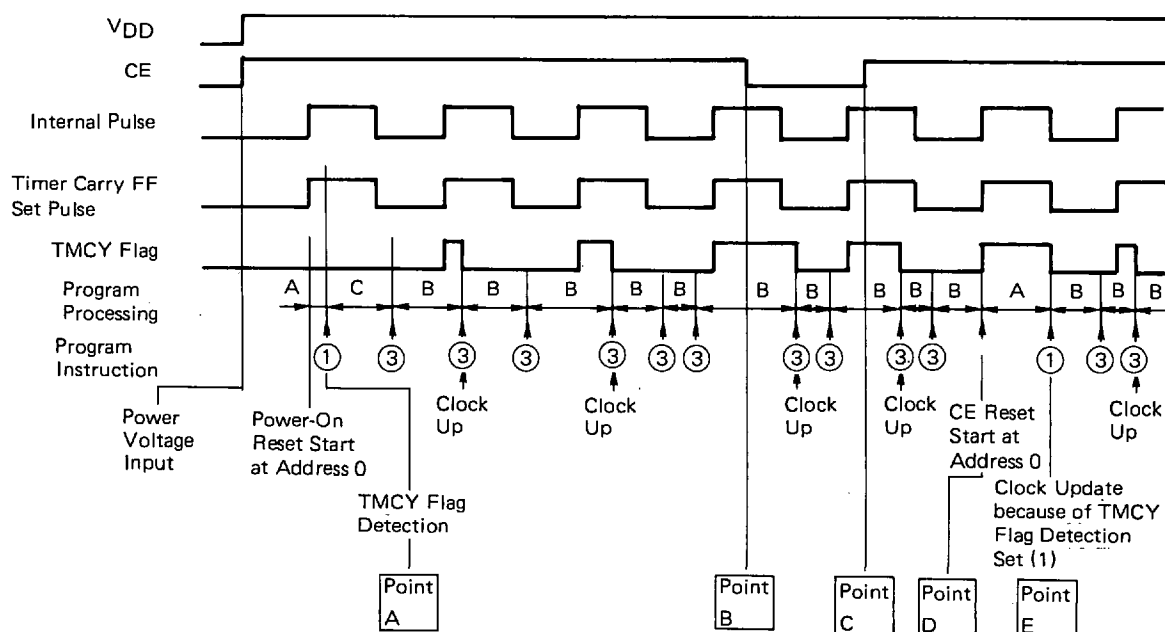 VDD
CE
Internal Pulse
Timer Carry FF
Set Pulse
TMCY Flag
Program
Processing
A C B B B B B B B B B B A B B B
Program
Instruction
① ③ ③ ③ ③ ③ ③ ③ ③ ③ ③ ① ③ ③
Clock
Up
Clock
Up
Clock
Up
Clock
Up
Clock
Up
Power
Voltage
Input
Power-On
Reset Start
at Address 0
TMCY Flag
Detection
CE Reset
Start at
Address 0
Clock Update
because of TMCY
Flag Detection
Set (1)
Point
A
Point
B
Point
C
Point
D
Point
E